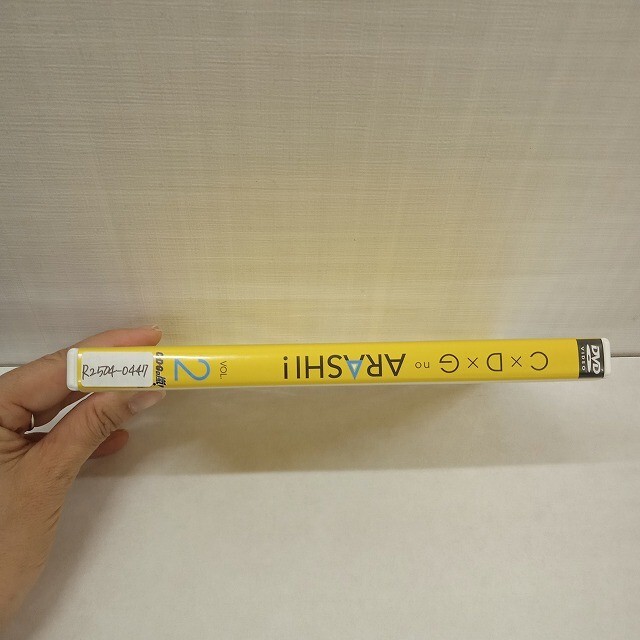 DVD
VIDEO
C×D×G no ARASHI!
VOL
2
R2504-0447